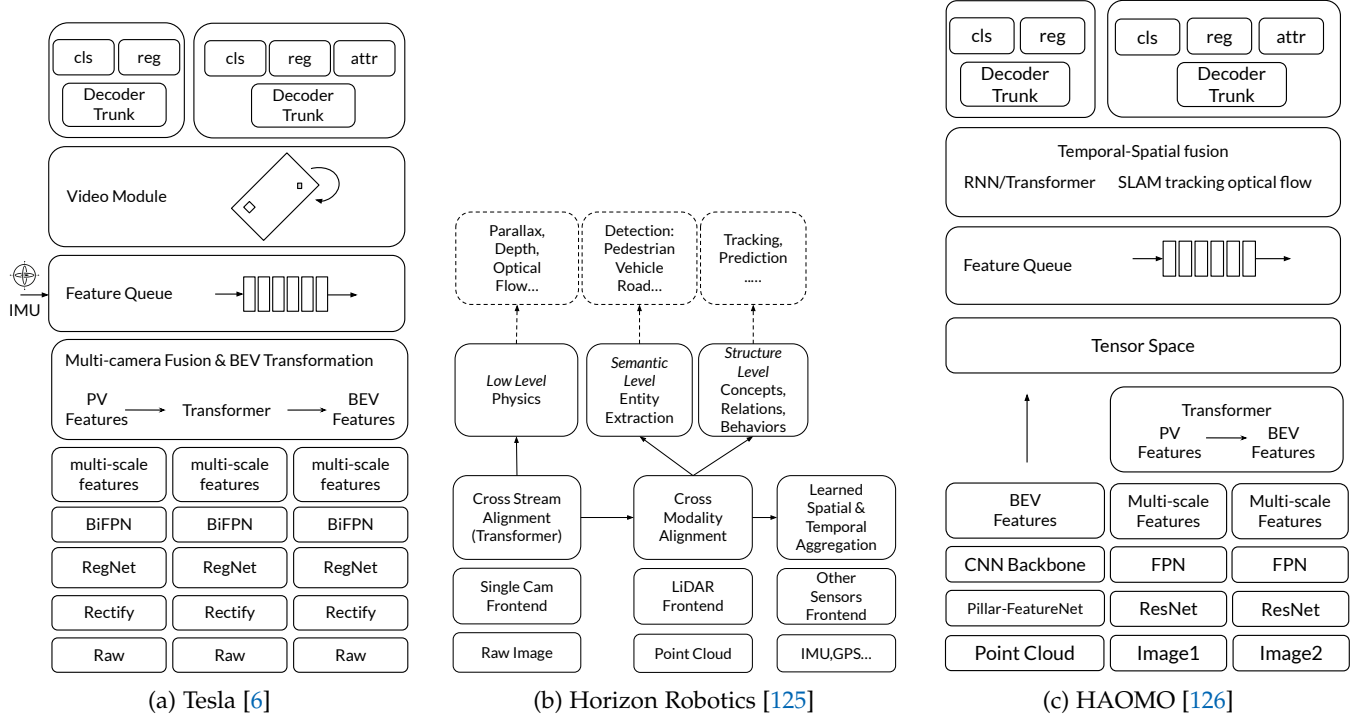 cls reg cls reg attr
Decoder
Trunk
Decoder
Trunk
Video Module
IMU
Feature Queue
Multi-camera Fusion & BEV Transformation
PV
Features
Transformer
BEV
Features
multi-scale
features
multi-scale
features
multi-scale
features
BiFPN BiFPN BiFPN
RegNet RegNet RegNet
Rectify Rectify Rectify
Raw Raw Raw
(a) Tesla [6]
Parallax,
Depth,
Optical
Flow...
Detection:
Pedestrian
Vehicle
Road...
Tracking,
Prediction
.....
Low Level
Physics
Semantic
Level
Entity
Extraction
Structure
Level
Concepts,
Relations,
Behaviors
Cross Stream
Alignment
(Transformer)
Cross
Modality
Alignment
Learned
Spatial &
Temporal
Aggregation
Single Cam
Frontend
LiDAR
Frontend
Other
Sensors
Frontend
Raw Image Point Cloud IMU,GPS...
(b) Horizon Robotics [125]
cls reg cls reg attr
Decoder
Trunk
Decoder
Trunk
Temporal-Spatial fusion
RNN/Transformer SLAM tracking optical flow
Feature Queue
Tensor Space
Transformer
PV
Features
BEV
Features
BEV
Features
Multi-scale
Features
Multi-scale
Features
CNN Backbone FPN FPN
Pillar-FeatureNet ResNet ResNet
Point Cloud Image1 Image2
(c) HAOMO [126]